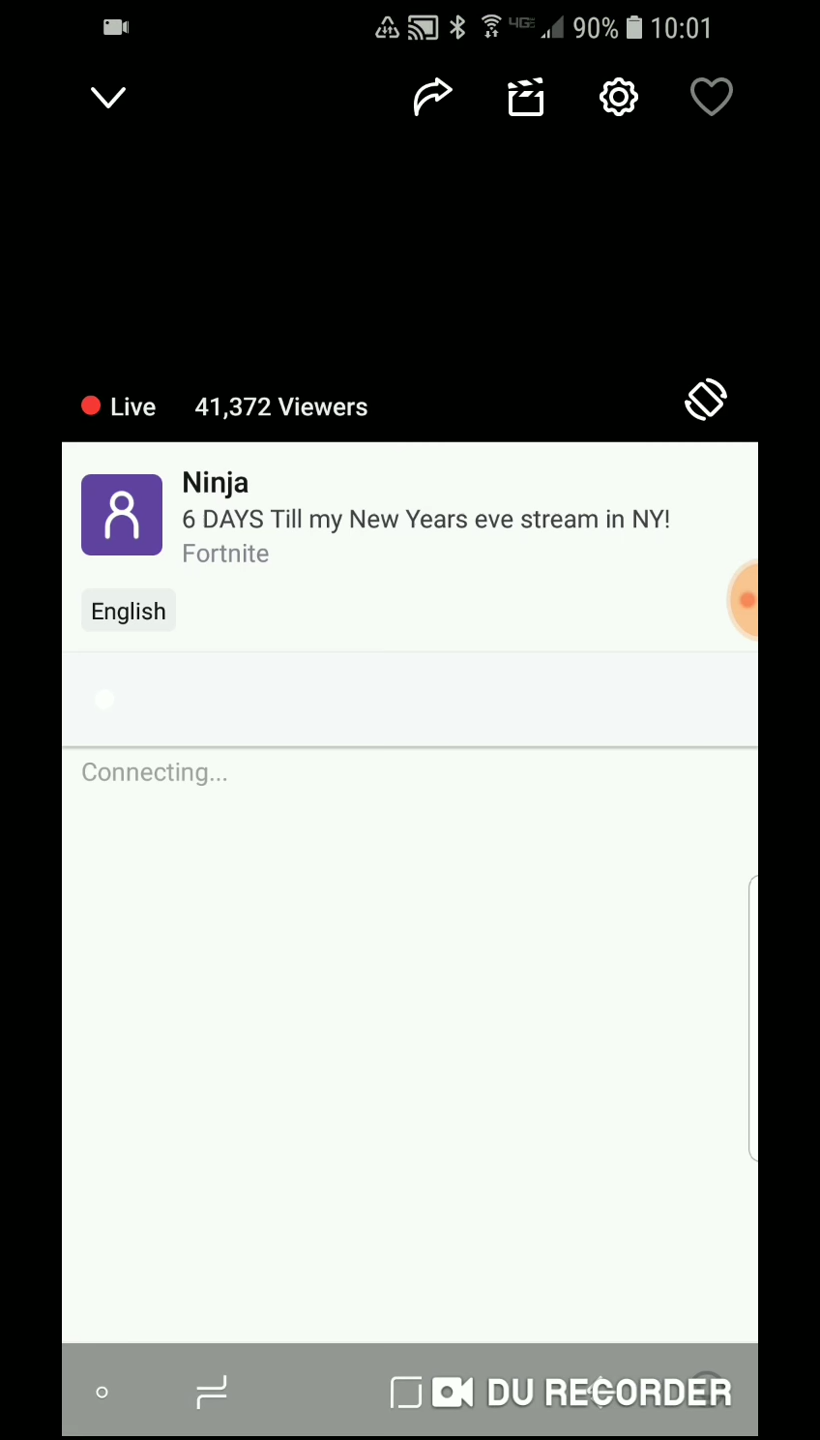 4GE 90% 10:01
Live 41,372 Viewers
Ninja
6 DAYS Till my New Years eve stream in NY!
Fortnite
English
Connecting...
DU RECORDER